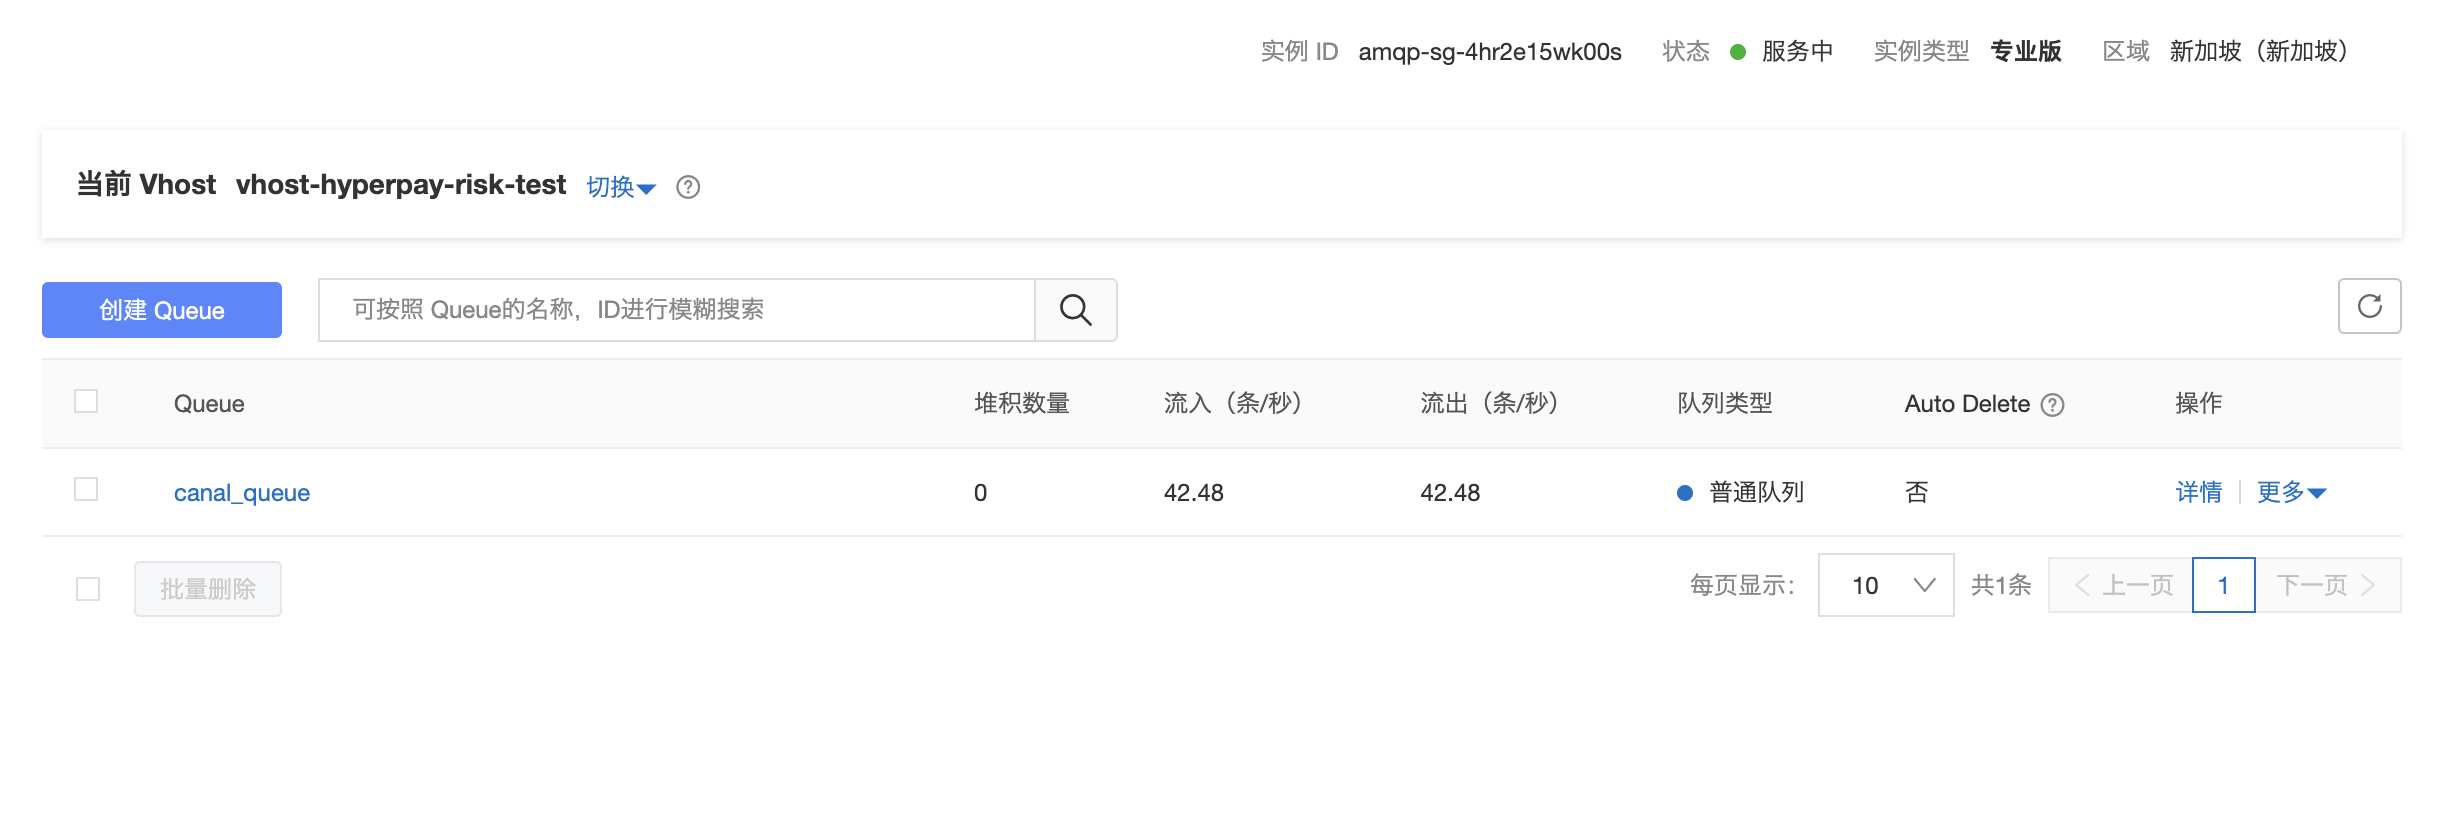 实例 ID amqp-sg-4hr2e15wk00s 状态 服务中 实例类型 专业版 区域 新加坡（新加坡）
当前 Vhost vhost-hyperpay-risk-test 切换
创建 Queue 可按照 Queue的名称，ID进行模糊搜索
Queue 堆积数量 流入（条/秒） 流出（条/秒） 队列类型 Auto Delete 操作
canal_queue 0 42.48 42.48 普通队列 否 详情 更多
批量删除 每页显示： 10 共1条 上一页 1 下一页